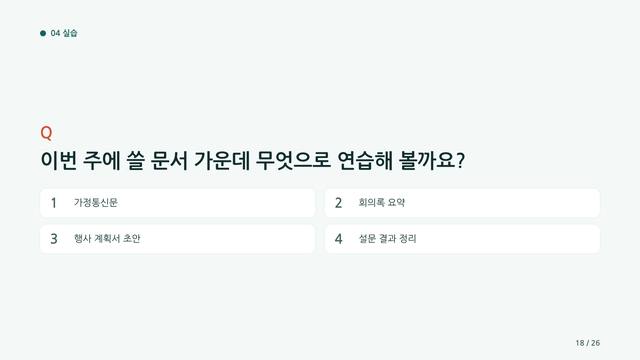 04 실습
Q
이번 주에 쓸 문서 가운데 무엇으로 연습해 볼까요?
1 가정통신문
2 회의록 요약
3 행사 계획서 초안
4 설문 결과 정리
18 / 26